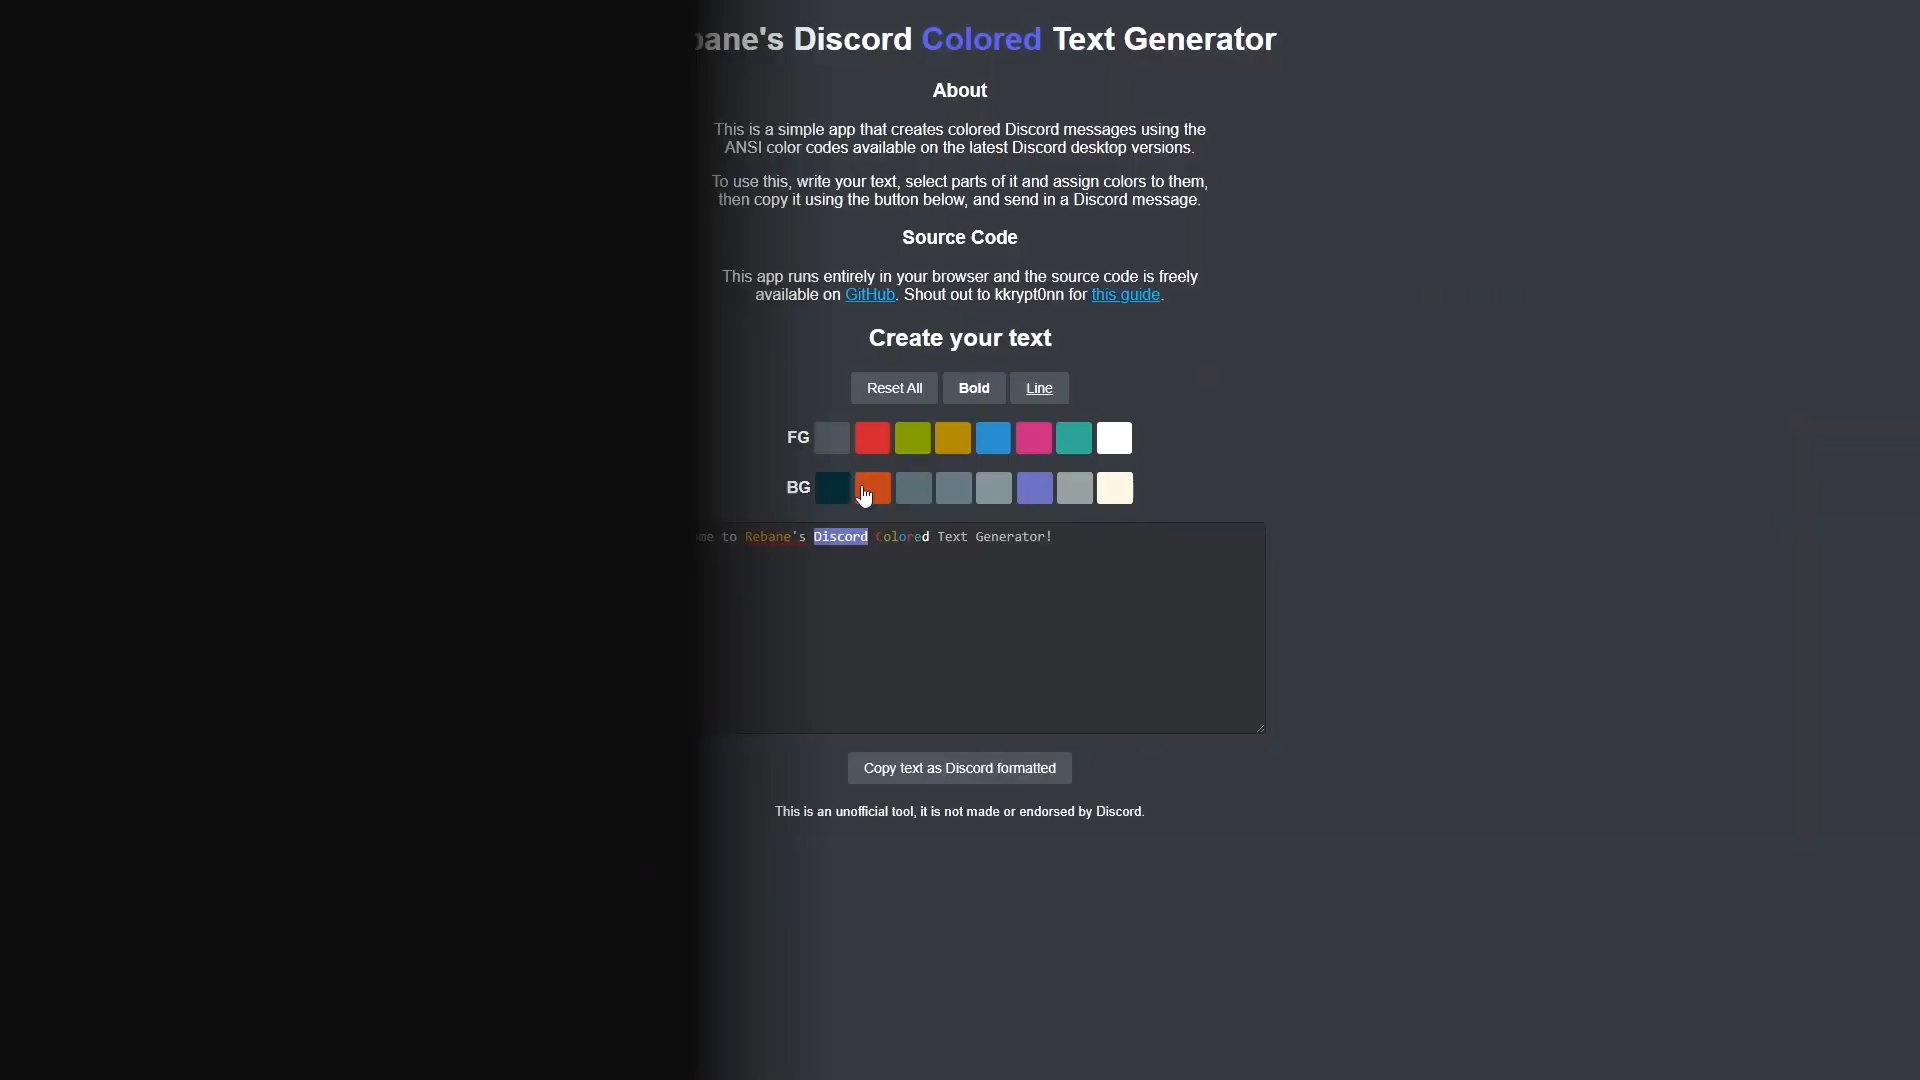 's Discord Colored Text Generator
About
This is a simple app that creates colored Discord messages using the
ANSI color codes available on the latest Discord desktop versions.
To use this, write your text, select parts of it and assign colors to them,
then copy it using the button below, and send in a Discord message.
Source Code
This app runs entirely in your browser and the source code is freely
available on GitHub. Shout out to kkrypt0nn for this guide.
Create your text
Reset All Bold Line
FG
BG
to Rebane's Discord Colored Text Generator!
Copy text as Discord formatted
This is an unofficial tool, it is not made or endorsed by Discord.